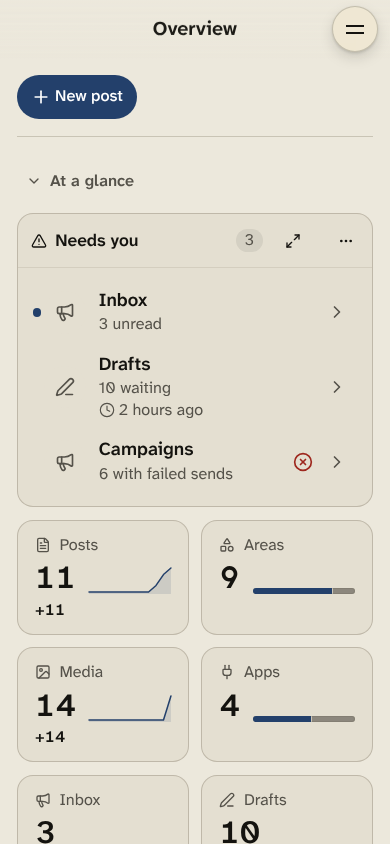 Overview
New post
At a glance
Needs you
3
Inbox
3 unread
Drafts
10 waiting
2 hours ago
Campaigns
6 with failed sends
Posts
11
+11
Areas
9
Media
14
+14
Apps
4
Inbox
3
Drafts
10